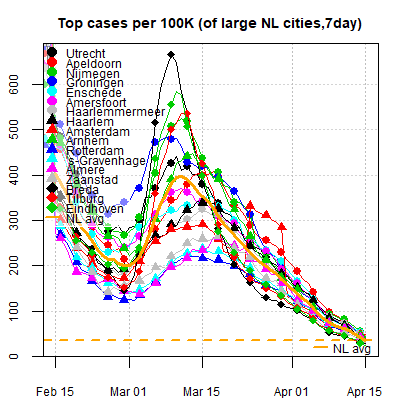 Top cases per 100K (of large NL cities,7day)
Utrecht
Apeldoorn
Nijmegen
Groningen
Enschede
Amersfoort
Haarlemmermeer
Haarlem
Amsterdam
Arnhem
Rotterdam
's-Gravenhage
Almere
Zaanstad
Breda
Tilburg
Eindhoven
NL avg
600
500
400
300
200
100
0
NL avg
Feb 15
Mar 01
Mar 15
Apr 01
Apr 15